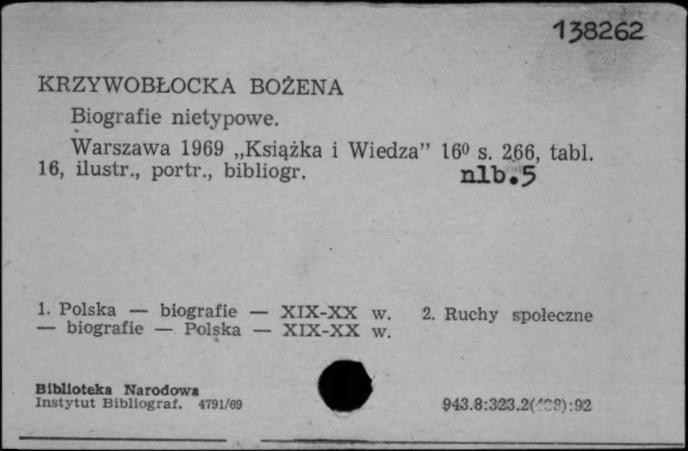 138262
KRZYWOBŁOCKA BOŻENA
Biografie nietypowe.
Warszawa 1969 „Książka i Wiedza” 16⁰ s. 266, tabl.
16, ilustr., portr., bibliogr. nlb.5
1. Polska — biografie — XIX-XX w. 2. Ruchy społeczne
— biografie — Polska — XIX-XX w.
Biblioteka Narodowa
Instytut Bibliograf. 4791/69 943.8:323.2(438):92